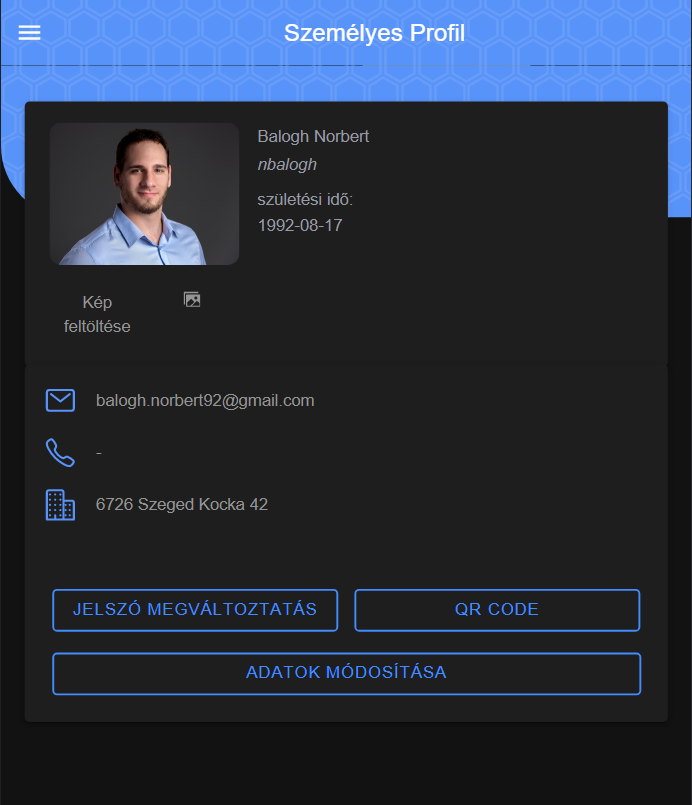 Személyes Profil
Balogh Norbert
nbalogh
születési idő:
1992-08-17
Kép
feltöltése
balogh.norbert92@gmail.com
-
6726 Szeged Kocka 42
JELSZÓ MEGVÁLTOZTATÁS
QR CODE
ADATOK MÓDOSÍTÁSA